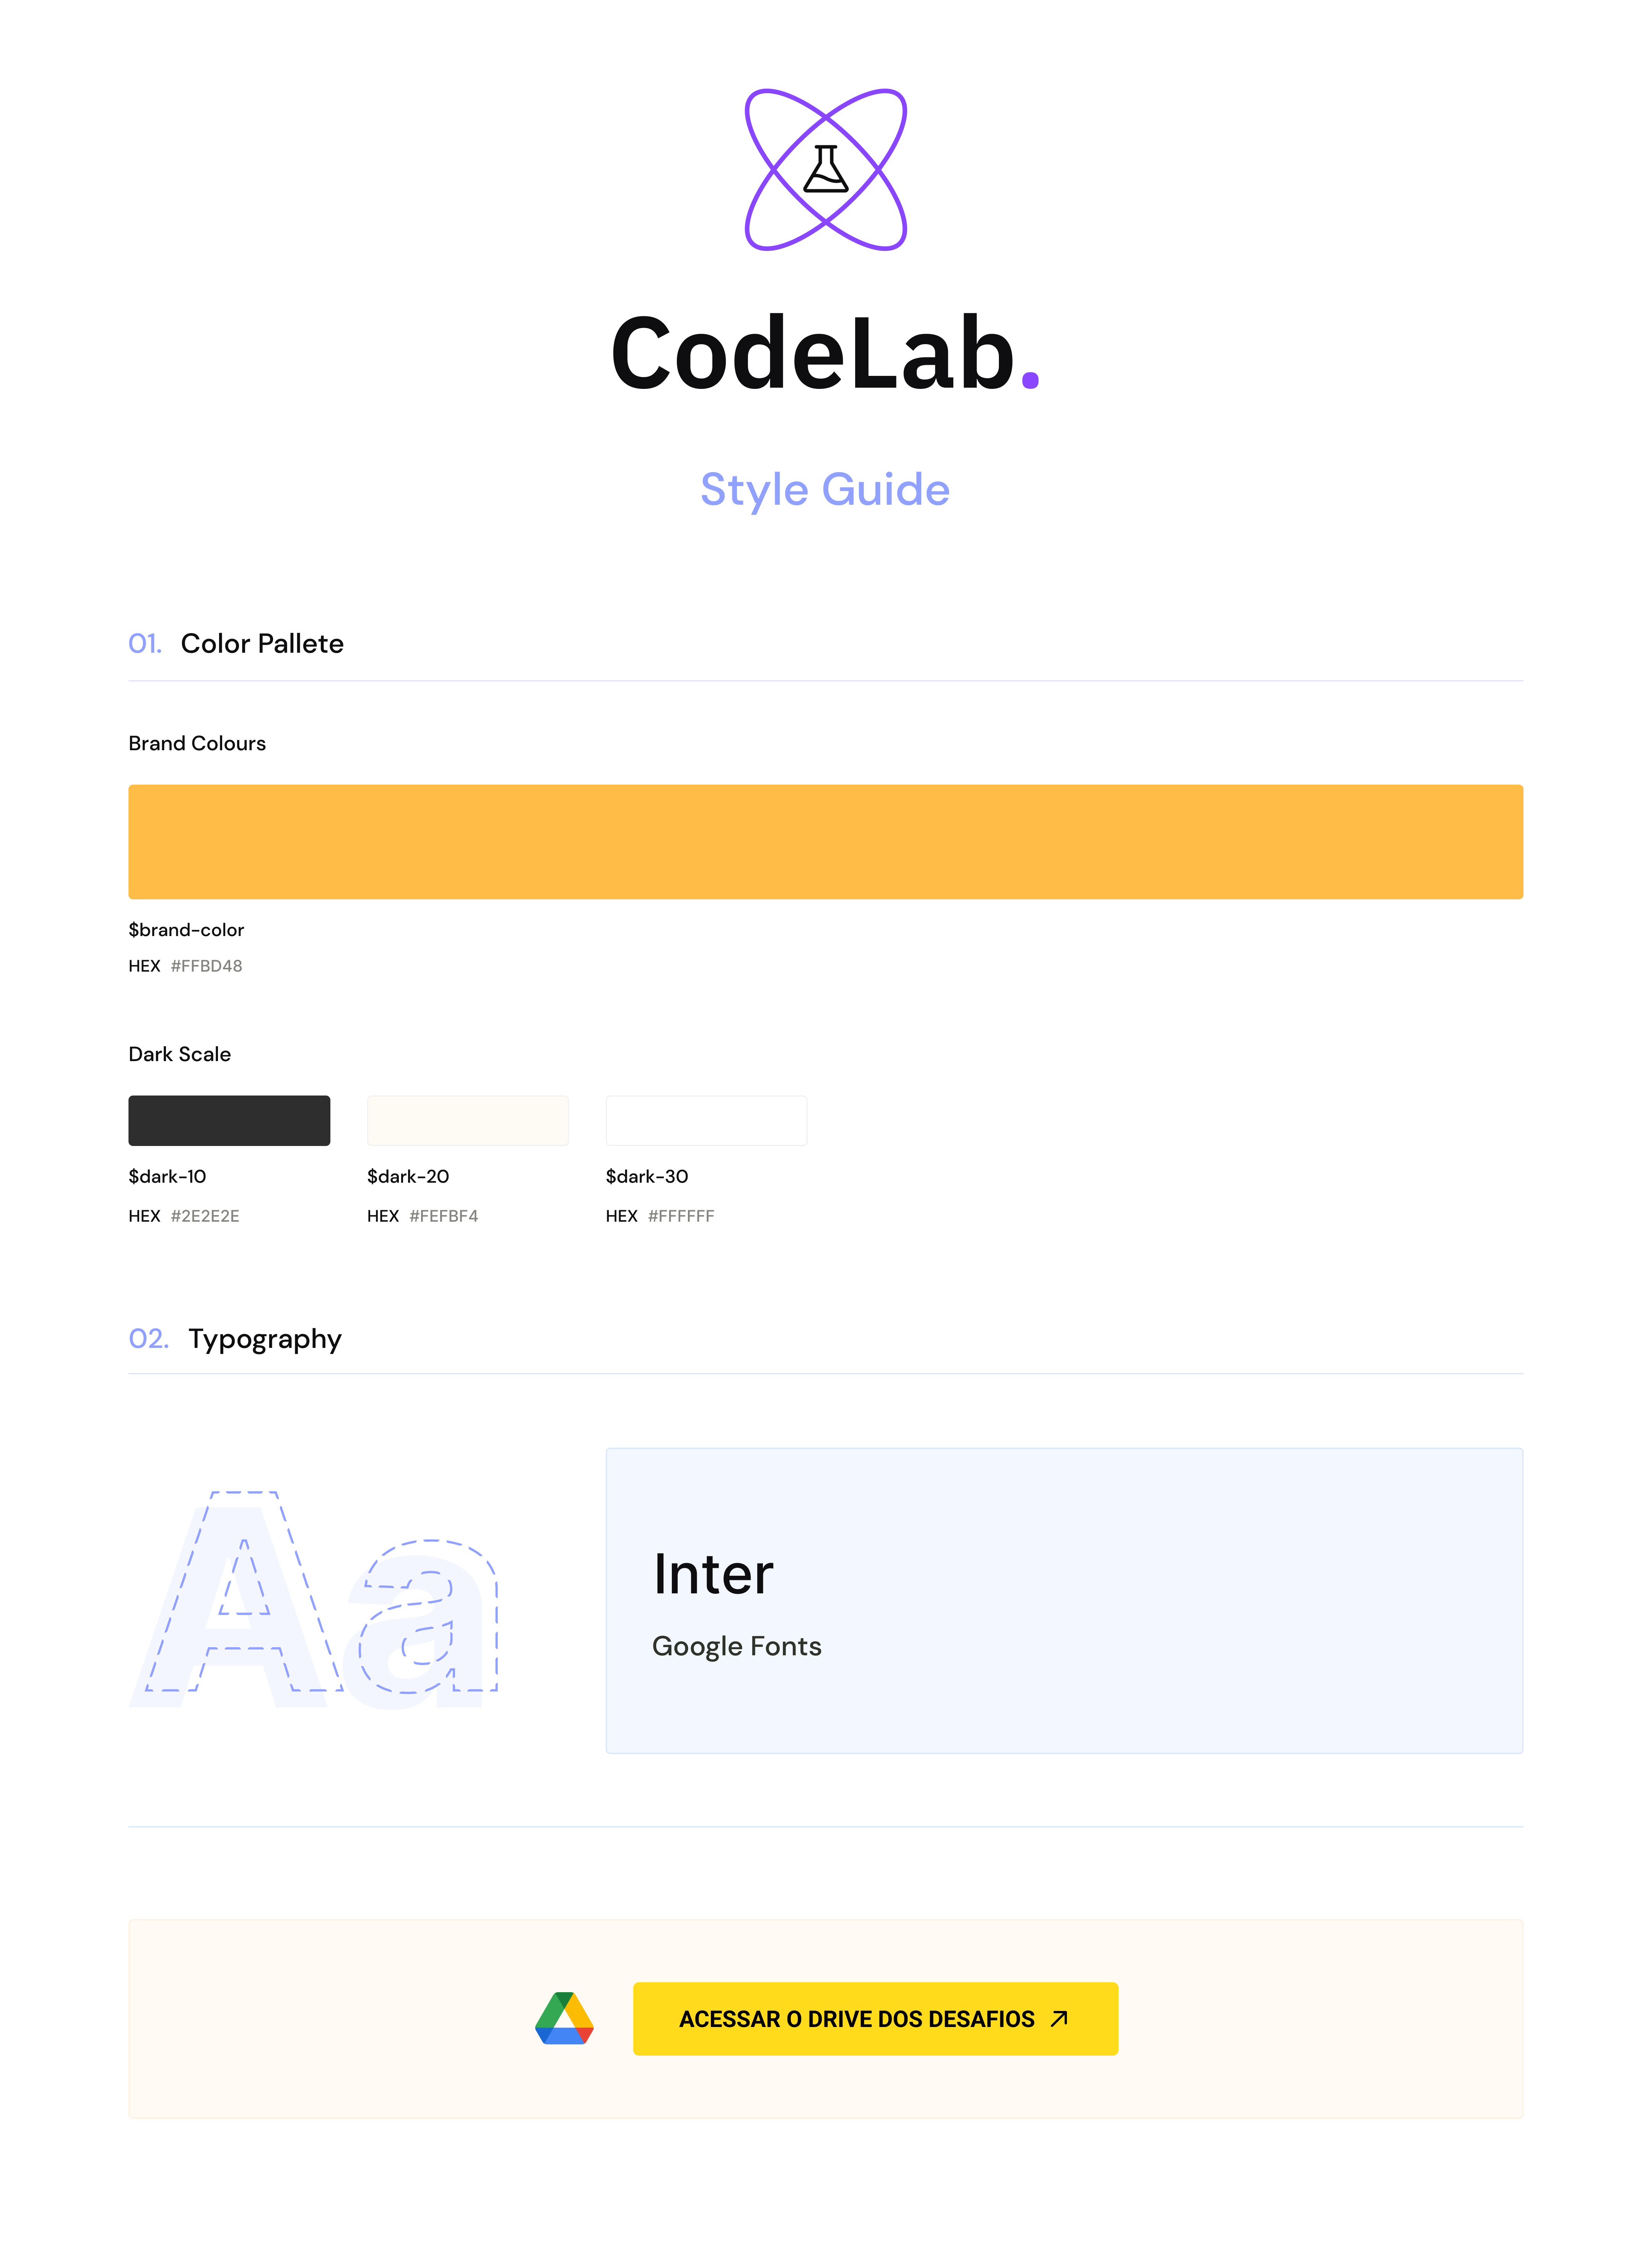 CodeLab.
Style Guide
01. Color Pallete
Brand Colours
$brand-color
HEX #FFBD48
Dark Scale
$dark-10 $dark-20 $dark-30
HEX #2E2E2E HEX #FEFBF4 HEX #FFFFFF
02. Typography
Aa
Inter
Google Fonts
ACESSAR O DRIVE DOS DESAFIOS